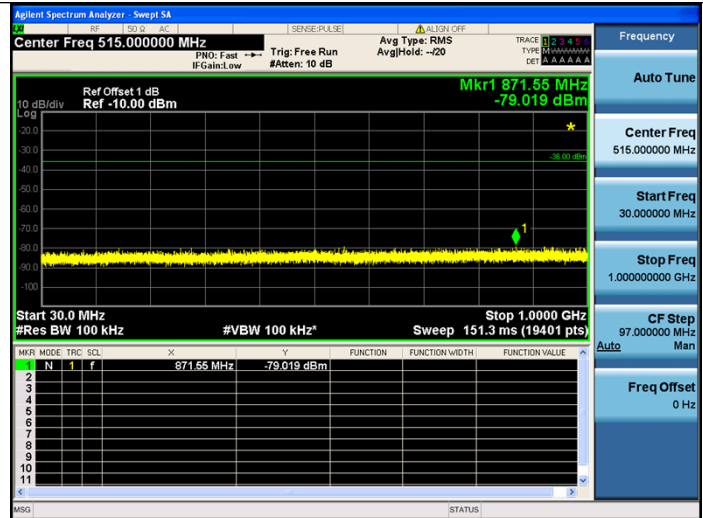 Agilent Spectrum Analyzer - Swept SA
RF 50 Ω AC SENSE:PULSE ALIGN OFF
Center Freq 515.000000 MHz
PNO: Fast
IFGain:Low
Trig: Free Run
#Atten: 10 dB
Avg Type: RMS
Avg|Hold: --/20
TRACE 1 2 3 4 5 6
TYPE M
DET A A A A A A
Ref Offset 1 dB
10 dB/div Ref -10.00 dBm
Log
Mkr1 871.55 MHz
-79.019 dBm
-20.0
-30.0
-40.0
-50.0
-60.0
-70.0
-80.0
-90.0
-100
-36.00 dBm
1
Start 30.0 MHz
Stop 1.0000 GHz
#Res BW 100 kHz
#VBW 100 kHz*
Sweep 151.3 ms (19401 pts)
MKR MODE TRC SCL X Y FUNCTION FUNCTION WIDTH FUNCTION VALUE
1 N 1 f 871.55 MHz -79.019 dBm
2
3
4
5
6
7
8
9
10
11
MSG
STATUS
Frequency
Auto Tune
Center Freq
515.000000 MHz
Start Freq
30.000000 MHz
Stop Freq
1.000000000 GHz
CF Step
97.000000 MHz
Auto Man
Freq Offset
0 Hz